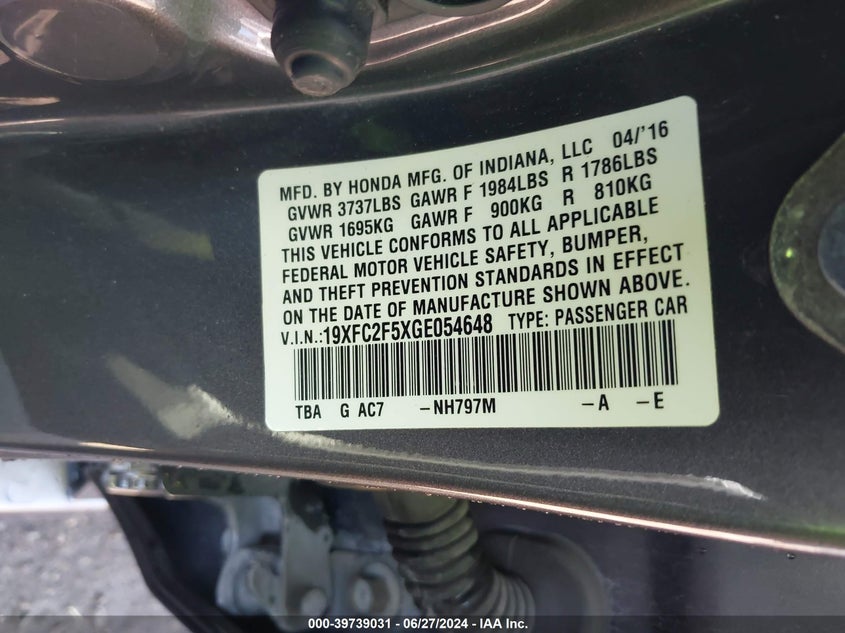 MFD. BY HONDA MFG. OF INDIANA, LLC 04/'16
GVWR 3737LBS GAWR F 1984LBS R 1786LBS
GVWR 1695KG GAWR F 900KG R 810KG
THIS VEHICLE CONFORMS TO ALL APPLICABLE
FEDERAL MOTOR VEHICLE SAFETY, BUMPER,
AND THEFT PREVENTION STANDARDS IN EFFECT
ON THE DATE OF MANUFACTURE SHOWN ABOVE.
V.I.N.:19XFC2F5XGE054648 TYPE: PASSENGER CAR
TBA G AC7 -NH797M -A -E
000-39739031 - 06/27/2024 - IAA Inc.